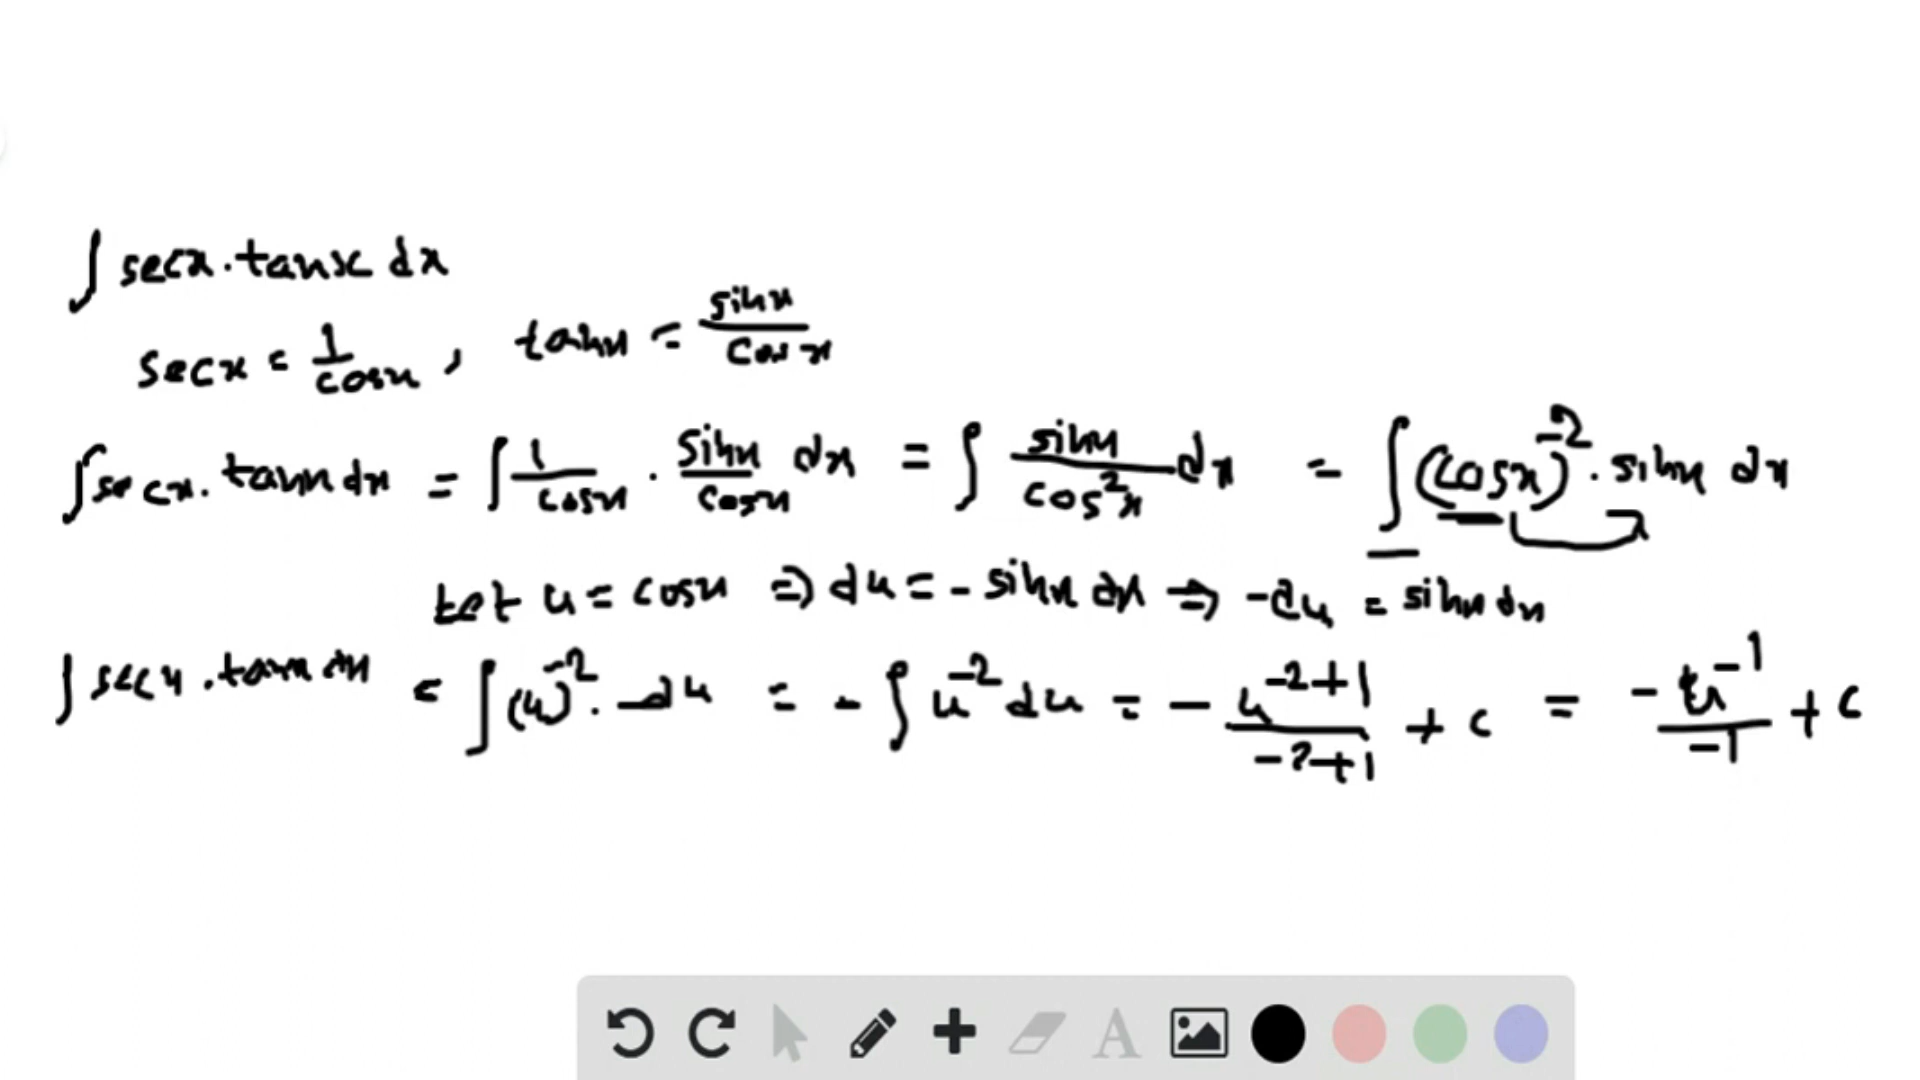 ∫ secx . tanx dx
secx = 1/cosx , tanx = sinx/cosx
∫ secx . tanx dx = ∫ 1/cosx . sinx/cosx dx = ∫ sinx/cos²x dx = ∫ (cosx)⁻² . sinx dx
Let u = cosx ⇒ du = - sinx dx ⇒ -du = sinx dx
∫ secx . tanx dx = ∫ (u)⁻² . -du = - ∫ u⁻² du = - u⁻²⁺¹/-2+1 + c = - u⁻¹/-1 + c
A